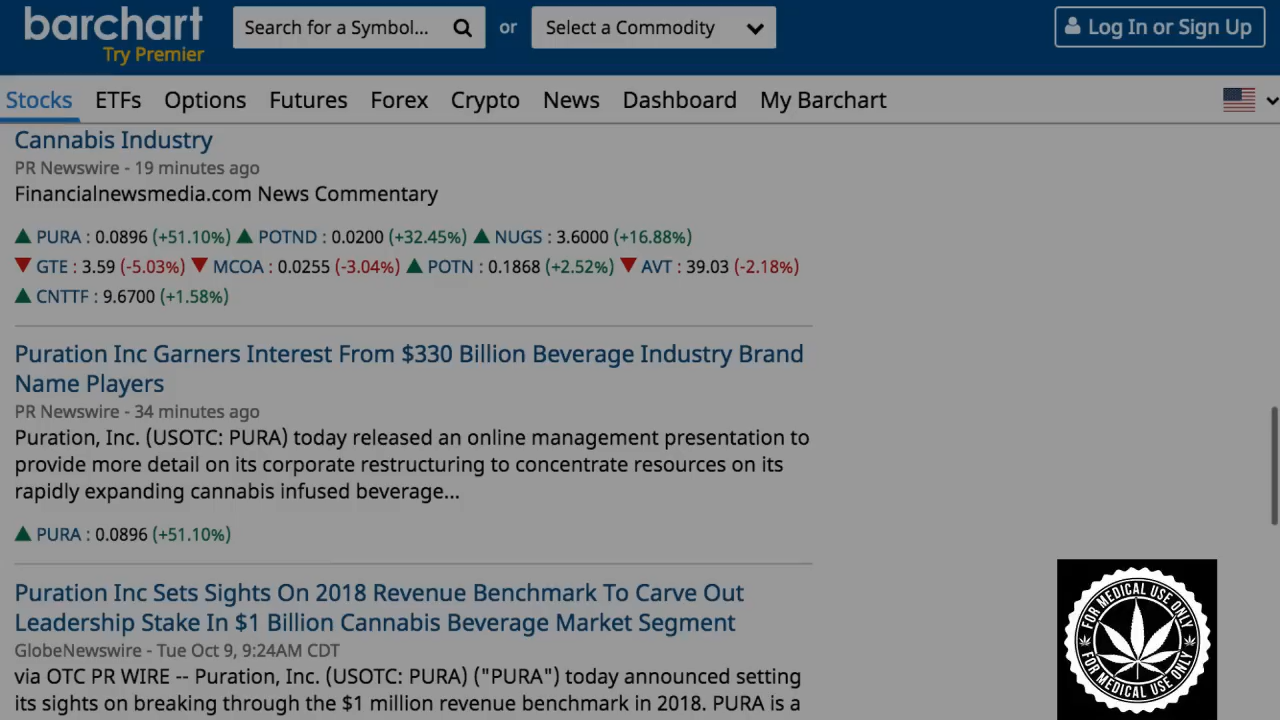 barchart
Try Premier
Search for a Symbol... or Select a Commodity Log In or Sign Up
Stocks ETFs Options Futures Forex Crypto News Dashboard My Barchart
Cannabis Industry
PR Newswire - 19 minutes ago
Financialnewsmedia.com News Commentary
PURA : 0.0896 (+51.10%) POTND : 0.0200 (+32.45%) NUGS : 3.6000 (+16.88%)
GTE : 3.59 (-5.03%) MCOA : 0.0255 (-3.04%) POTN : 0.1868 (+2.52%) AVT : 39.03 (-2.18%)
CNTTF : 9.6700 (+1.58%)
Puration Inc Garners Interest From $330 Billion Beverage Industry Brand
Name Players
PR Newswire - 34 minutes ago
Puration, Inc. (USOTC: PURA) today released an online management presentation to
provide more detail on its corporate restructuring to concentrate resources on its
rapidly expanding cannabis infused beverage...
PURA : 0.0896 (+51.10%)
Puration Inc Sets Sights On 2018 Revenue Benchmark To Carve Out
Leadership Stake In $1 Billion Cannabis Beverage Market Segment
GlobeNewswire - Tue Oct 9, 9:24AM CDT
via OTC PR WIRE -- Puration, Inc. (USOTC: PURA) ("PURA") today announced setting
its sights on breaking through the $1 million revenue benchmark in 2018. PURA is a
FOR MEDICAL USE ONLY
FOR MEDICAL USE ONLY